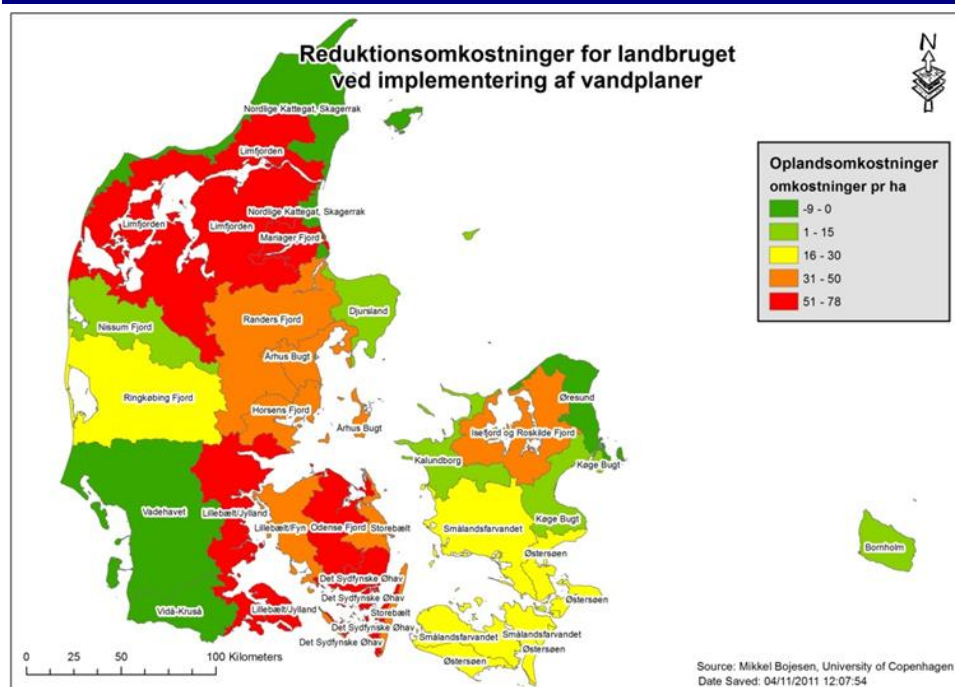 Reduktionsomkostninger for landbruget
ved implementering af vandplaner
N
Oplandsomkostninger
omkostninger pr ha
-9 - 0
1 - 15
16 - 30
31 - 50
51 - 78
Nordlige Kattegat, Skagerrak
Limfjorden
Nordlige Kattegat, Skagerrak
Limfjorden
Limfjorden
Mariager Fjord
Djursland
Nissum Fjord
Randers Fjord
Århus Bugt
Ringkøbing Fjord
Øresund
Horsens Fjord
Århus Bugt
Isefjord og Roskilde Fjord
Kalundborg
Køge Bugt
Vadehavet
Lillebælt/Jylland
Lillebælt/Fyn
Odense Fjord
Storebælt
Smålandsfarvandet
Køge Bugt
Bornholm
Østersøen
Det Sydfynske Øhav
Det Sydfynske Øhav
Østersøen
Vidå-Kruså
Lillebælt/Jylland
Storebælt
Det Sydfynske Øhav
Det Sydfynske Øhav
Smålandsfarvandet
Smålandsfarvandet
Østersøen
Østersøen
0 25 50 100 Kilometers
Source: Mikkel Bojesen, University of Copenhagen
Date Saved: 04/11/2011 12:07:54